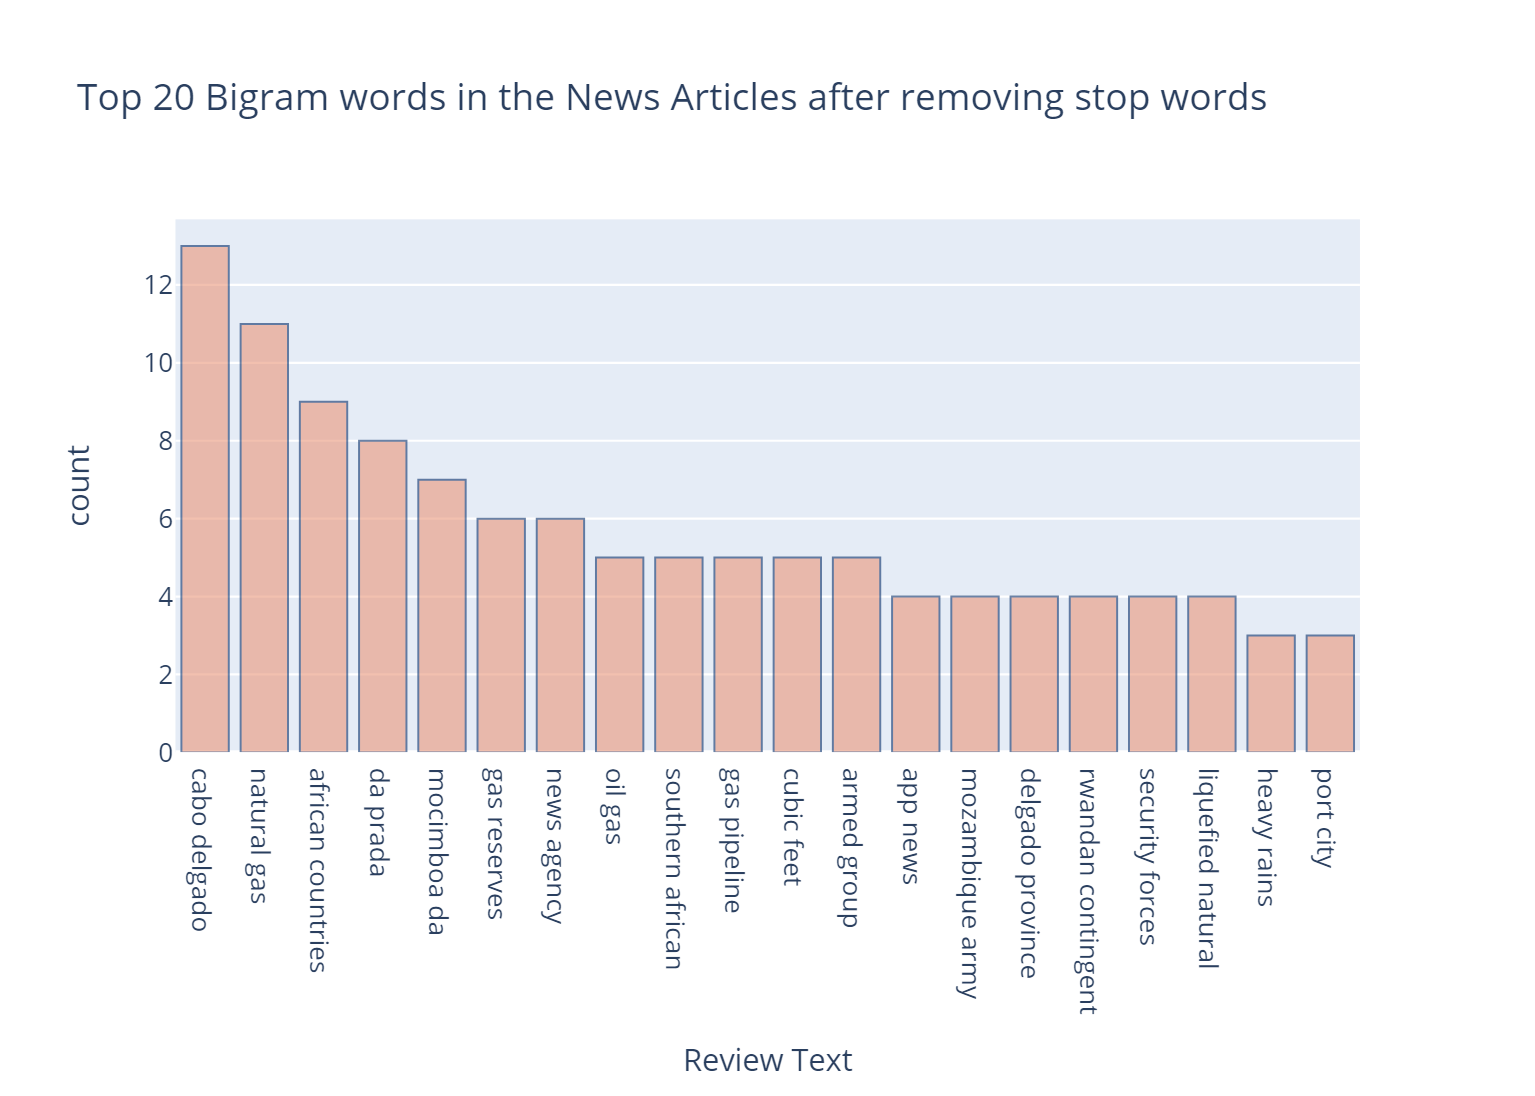 Top 20 Bigram words in the News Articles after removing stop words
count
12
10
8
6
4
2
0
cabo delgado
natural gas
african countries
da prada
mocimboa da
gas reserves
news agency
oil gas
southern african
gas pipeline
cubic feet
armed group
app news
mozambique army
delgado province
rwandan contingent
security forces
liquefied natural
heavy rains
port city
Review Text